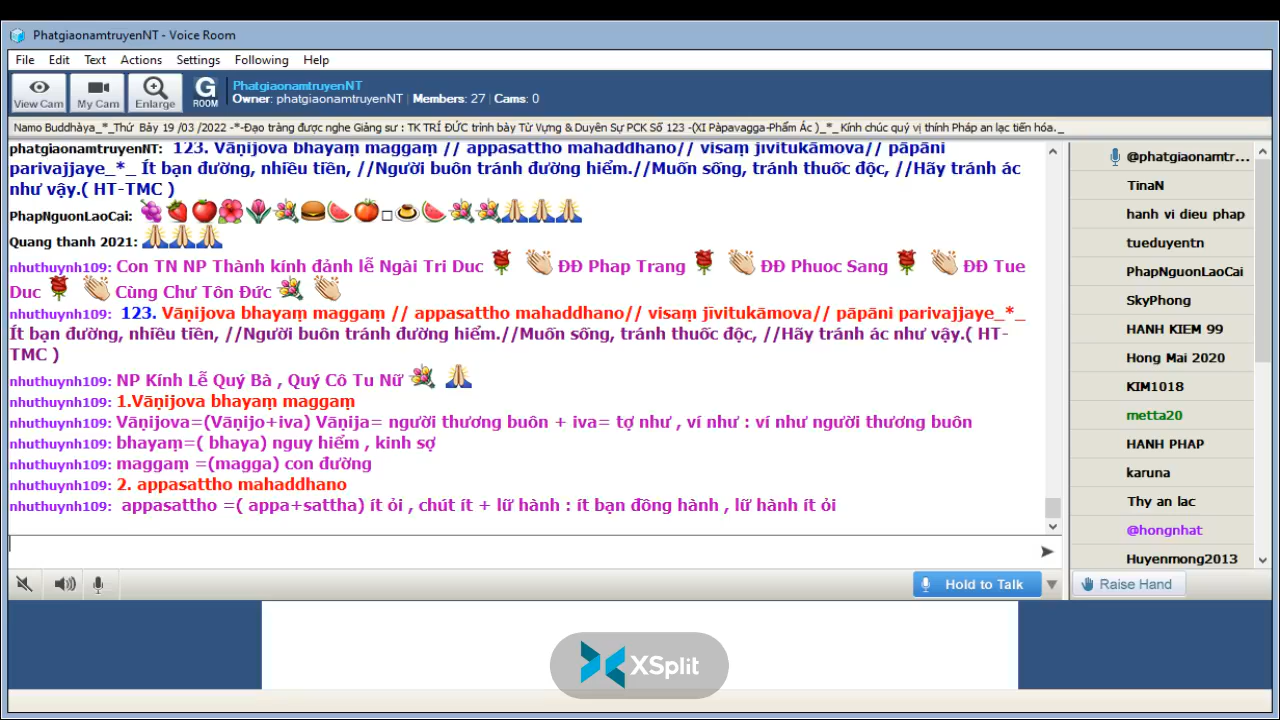 PhatgiaonamtruyenNT - Voice Room
File Edit Text Actions Settings Following Help
View Cam My Cam Enlarge G ROOM
PhatgiaonamtruyenNT
Owner: phatgiaonamtruyenNT | Members: 27 | Cams: 0
Namo Buddhàya_*_Thứ Bảy 19 /03 /2022 -*-Đạo tràng được nghe Giảng sư : TK TRÍ ĐỨC trình bày Từ Vựng & Duyên Sự PCK Số 123 -(XI Pàpavagga-Phẩm Ác )_*_ Kính chúc quý vị thính Pháp an lạc tiến hóa._
phatgiaonamtruyenNT: 123. Vāṇijova bhayaṃ maggaṃ // appasattho mahaddhano// visaṃ jīvitukāmova// pāpāni
parivajjaye_*_ Ít bạn đường, nhiều tiền, //Người buôn tránh đường hiểm.//Muốn sống, tránh thuốc độc, //Hãy tránh ác
như vậy.( HT-TMC )
PhapNguonLaoCai:
Quang thanh 2021:
nhuthuynh109: Con TN NP Thành kính đảnh lễ Ngài Tri Duc ĐĐ Phap Trang ĐĐ Phuoc Sang ĐĐ Tue
Duc Cùng Chư Tôn Đức
nhuthuynh109: 123. Vāṇijova bhayaṃ maggaṃ // appasattho mahaddhano// visaṃ jīvitukāmova// pāpāni parivajjaye_*_
Ít bạn đường, nhiều tiền, //Người buôn tránh đường hiểm.//Muốn sống, tránh thuốc độc, //Hãy tránh ác như vậy.( HT-
TMC )
nhuthuynh109: NP Kính Lễ Quý Bà , Quý Cô Tu Nữ
nhuthuynh109: 1.Vāṇijova bhayaṃ maggaṃ
nhuthuynh109: Vāṇijova=(Vāṇijo+iva) Vāṇija= người thương buôn + iva= tợ như , ví như : ví như người thương buôn
nhuthuynh109: bhayaṃ=( bhaya) nguy hiểm , kinh sợ
nhuthuynh109: maggaṃ =(magga) con đường
nhuthuynh109: 2. appasattho mahaddhano
nhuthuynh109: appasattho =( appa+sattha) ít ỏi , chút ít + lữ hành : ít bạn đồng hành , lữ hành ít ỏi
Hold to Talk
@phatgiaonamtr...
TinaN
hanh vi dieu phap
tueduyentn
PhapNguonLaoCai
SkyPhong
HANH KIEM 99
Hong Mai 2020
KIM1018
metta20
HANH PHAP
karuna
Thy an lac
@hongnhat
Huyenmong2013
Raise Hand
XSplit